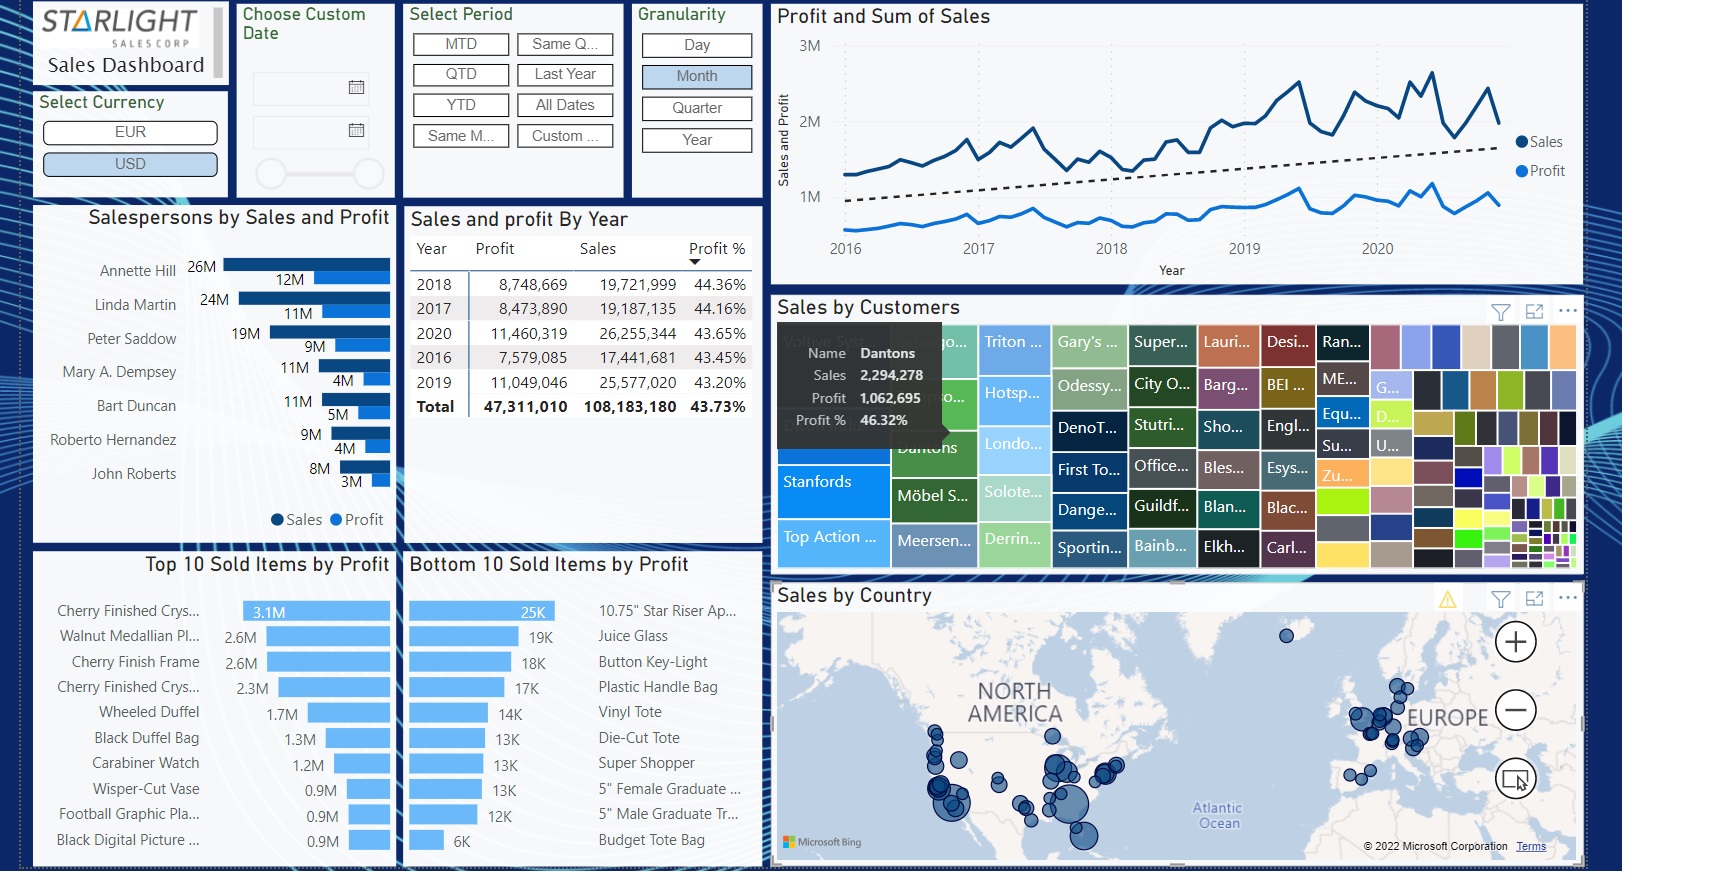 STARLIGHT
SALES CORP
Sales Dashboard
Select Currency
EUR
USD
Choose Custom
Date
Select Period
MTD
Same Q...
QTD
Last Year
YTD
All Dates
Same M...
Custom ...
Granularity
Day
Month
Quarter
Year
Profit and Sum of Sales
Sales and Profit
3M
2M
1M
2016 2017 2018 2019 2020
Year
Sales
Profit
Salespersons by Sales and Profit
Annette Hill 26M 12M
Linda Martin 24M 11M
Peter Saddow 19M 9M
Mary A. Dempsey 11M 4M
Bart Duncan 11M 5M
Roberto Hernandez 9M 4M
John Roberts 8M 3M
Sales Profit
Sales and profit By Year
Year Profit Sales Profit %
2018 8,748,669 19,721,999 44.36%
2017 8,473,890 19,187,135 44.16%
2020 11,460,319 26,255,344 43.65%
2016 7,579,085 17,441,681 43.45%
2019 11,049,046 25,577,020 43.20%
Total 47,311,010 108,183,180 43.73%
Sales by Customers
Name Dantons
Sales 2,294,278
Profit 1,062,695
Profit % 46.32%
Stanfords
Top Action ...
Dantons
Möbel S...
Meersen...
Triton ...
Hotsp...
Londo...
Solote...
Derrin...
Gary's ...
Odessy...
DenoT...
First To...
Dange...
Sportin...
Super...
City O...
Stutri...
Office...
Guildf...
Bainb...
Lauri...
Barg...
Sho...
Bles...
Blan...
Elkh...
Desi...
BEI ...
Engl...
Esys...
Blac...
Carl...
Ran...
ME...
Equ...
Su...
Zu...
G...
D...
U...
Top 10 Sold Items by Profit
Cherry Finished Crys... 3.1M
Walnut Medallian Pl... 2.6M
Cherry Finish Frame 2.6M
Cherry Finished Crys... 2.3M
Wheeled Duffel 1.7M
Black Duffel Bag 1.3M
Carabiner Watch 1.2M
Wisper-Cut Vase 0.9M
Football Graphic Pla... 0.9M
Black Digital Picture ... 0.9M
Bottom 10 Sold Items by Profit
25K 10.75" Star Riser Ap...
19K Juice Glass
18K Button Key-Light
17K Plastic Handle Bag
14K Vinyl Tote
13K Die-Cut Tote
13K Super Shopper
13K 5" Female Graduate ...
12K 5" Male Graduate Tr...
6K Budget Tote Bag
Sales by Country
NORTH
AMERICA
EUROPE
Atlantic
Ocean
Microsoft Bing
© 2022 Microsoft Corporation Terms